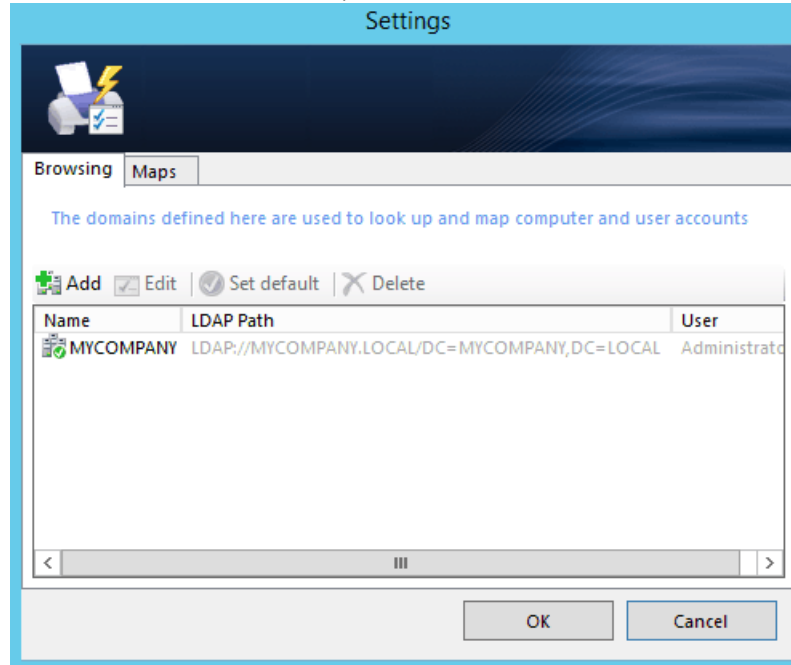 Settings
Browsing Maps
The domains defined here are used to look up and map computer and user accounts
Add Edit Set default Delete
Name LDAP Path User
MYCOMPANY LDAP://MYCOMPANY.LOCAL/DC=MYCOMPANY,DC=LOCAL Administrato
OK Cancel